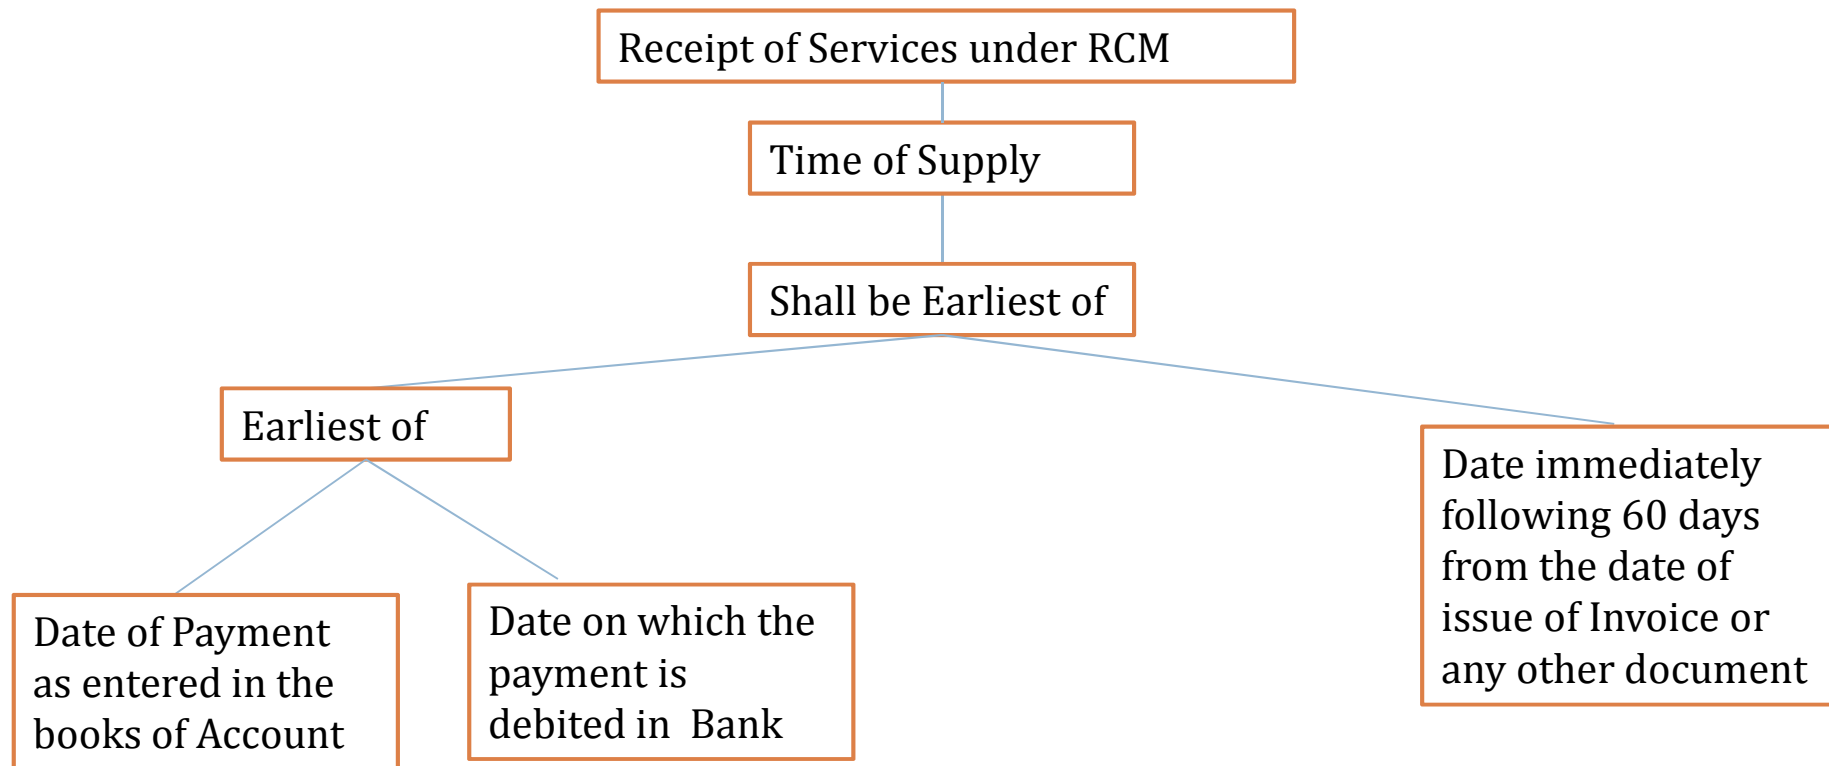 Receipt of Services under RCM
Time of Supply
Shall be Earliest of
Earliest of
Date of Payment
as entered in the
books of Account
Date on which the
payment is
debited in Bank
Date immediately
following 60 days
from the date of
issue of Invoice or
any other document